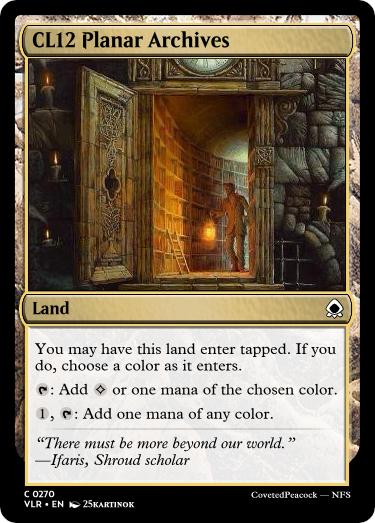 CL12 Planar Archives
Land
You may have this land enter tapped. If you
do, choose a color as it enters.
: Add or one mana of the chosen color.
1, : Add one mana of any color.
“There must be more beyond our world.”
—Ifaris, Shroud scholar
C 0270
VLR • EN 25KARTINOK
CovetedPeacock — NFS